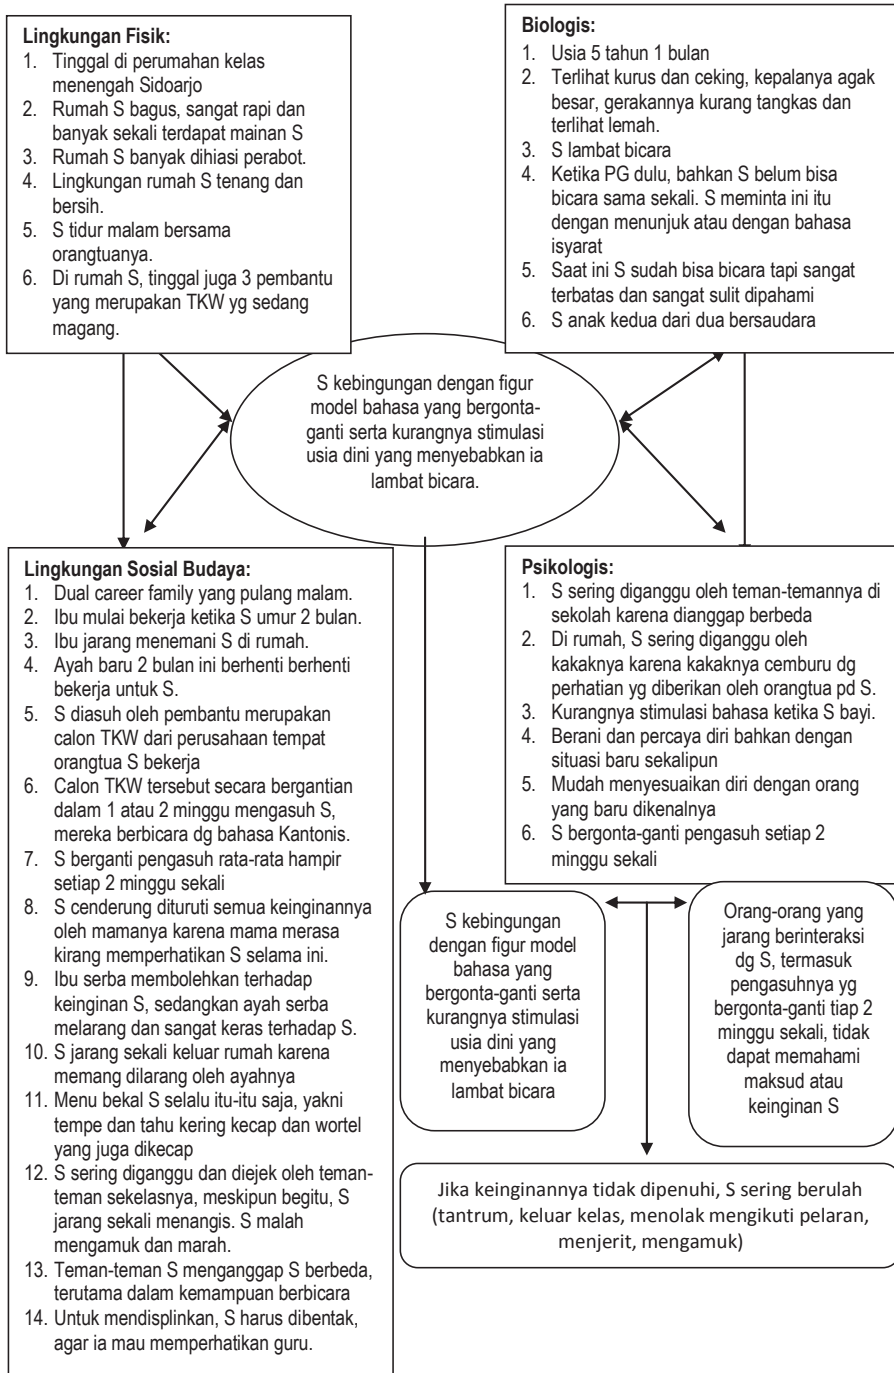 Lingkungan Fisik:
1. Tinggal di perumahan kelas
menengah Sidoarjo
2. Rumah S bagus, sangat rapi dan
banyak sekali terdapat mainan S
3. Rumah S banyak dihiasi perabot.
4. Lingkungan rumah S tenang dan
bersih.
5. S tidur malam bersama
orangtuanya.
6. Di rumah S, tinggal juga 3 pembantu
yang merupakan TKW yg sedang
magang.
Biologis:
1. Usia 5 tahun 1 bulan
2. Terlihat kurus dan ceking, kepalanya agak
besar, gerakannya kurang tangkas dan
terlihat lemah.
3. S lambat bicara
4. Ketika PG dulu, bahkan S belum bisa
bicara sama sekali. S meminta ini itu
dengan menunjuk atau dengan bahasa
isyarat
5. Saat ini S sudah bisa bicara tapi sangat
terbatas dan sangat sulit dipahami
6. S anak kedua dari dua bersaudara
S kebingungan dengan figur
model bahasa yang bergonta-
ganti serta kurangnya stimulasi
usia dini yang menyebabkan ia
lambat bicara.
Lingkungan Sosial Budaya:
1. Dual career family yang pulang malam.
2. Ibu mulai bekerja ketika S umur 2 bulan.
3. Ibu jarang menemani S di rumah.
4. Ayah baru 2 bulan ini berhenti berhenti
bekerja untuk S.
5. S diasuh oleh pembantu merupakan
calon TKW dari perusahaan tempat
orangtua S bekerja
6. Calon TKW tersebut secara bergantian
dalam 1 atau 2 minggu mengasuh S,
mereka berbicara dg bahasa Kantonis.
7. S berganti pengasuh rata-rata hampir
setiap 2 minggu sekali
8. S cenderung dituruti semua keinginannya
oleh mamanya karena mama merasa
kirang memperhatikan S selama ini.
9. Ibu serba membolehkan terhadap
keinginan S, sedangkan ayah serba
melarang dan sangat keras terhadap S.
10. S jarang sekali keluar rumah karena
memang dilarang oleh ayahnya
11. Menu bekal S selalu itu-itu saja, yakni
tempe dan tahu kering kecap dan wortel
yang juga dikecap
12. S sering diganggu dan diejek oleh teman-
teman sekelasnya, meskipun begitu, S
jarang sekali menangis. S malah
mengamuk dan marah.
13. Teman-teman S menganggap S berbeda,
terutama dalam kemampuan berbicara
14. Untuk mendisplinkan, S harus dibentak,
agar ia mau memperhatikan guru.
Psikologis:
1. S sering diganggu oleh teman-temannya di
sekolah karena dianggap berbeda
2. Di rumah, S sering diganggu oleh
kakaknya karena kakaknya cemburu dg
perhatian yg diberikan oleh orangtua pd S.
3. Kurangnya stimulasi bahasa ketika S bayi.
4. Berani dan percaya diri bahkan dengan
situasi baru sekalipun
5. Mudah menyesuaikan diri dengan orang
yang baru dikenalnya
6. S bergonta-ganti pengasuh setiap 2
minggu sekali
S kebingungan
dengan figur model
bahasa yang
bergonta-ganti serta
kurangnya stimulasi
usia dini yang
menyebabkan ia
lambat bicara
Orang-orang yang
jarang berinteraksi
dg S, termasuk
pengasuhnya yg
bergonta-ganti tiap 2
minggu sekali, tidak
dapat memahami
maksud atau
keinginan S
Jika keinginannya tidak dipenuhi, S sering berulah
(tantrum, keluar kelas, menolak mengikuti pelaran,
menjerit, mengamuk)